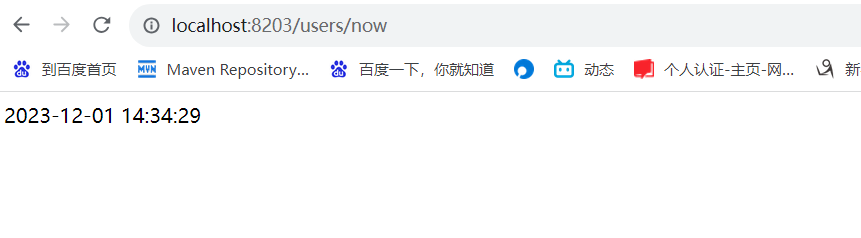 localhost:8203/users/now
到百度首页 MVN Maven Repository... 百度一下，你就知道 动态 个人认证-主页-网... 新
2023-12-01 14:34:29